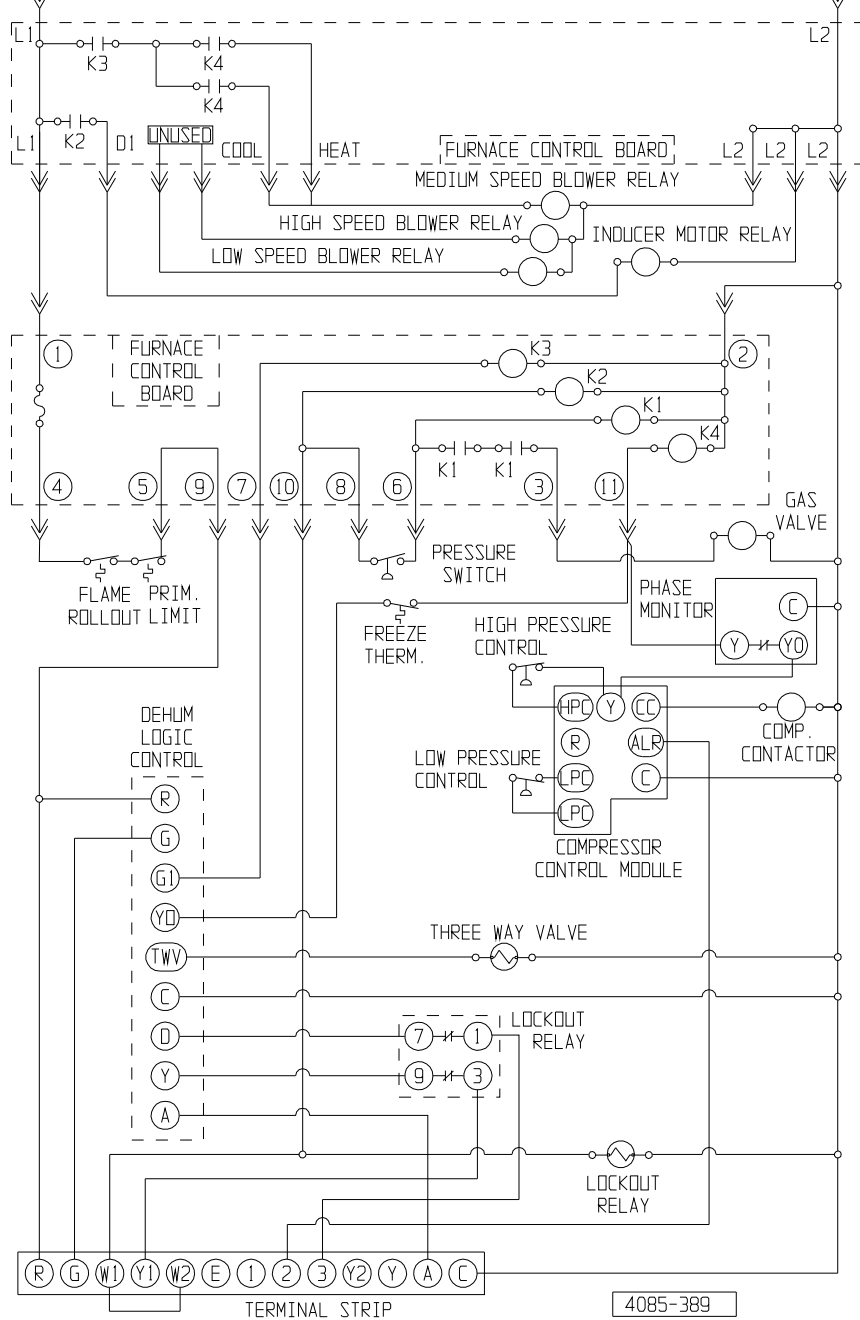 L1
L2
K3
K4
K4
L1
K2
D1
UNUSED
COOL
HEAT
FURNACE CONTROL BOARD
L2
L2
L2
MEDIUM SPEED BLOWER RELAY
HIGH SPEED BLOWER RELAY
INDUCER MOTOR RELAY
LOW SPEED BLOWER RELAY
1
FURNACE
CONTROL
BOARD
K3
2
K2
K1
K4
K1
K1
4
5
9
7
10
8
6
3
11
GAS
VALVE
FLAME
ROLLOUT
PRIM.
LIMIT
PRESSURE
SWITCH
PHASE
MONITOR
C
Y
YO
FREEZE
THERM.
HIGH PRESSURE
CONTROL
HPC
Y
CC
R
ALR
LPC
C
LPC
COMP.
CONTACTOR
LOW PRESSURE
CONTROL
COMPRESSOR
CONTROL MODULE
DEHUM
LOGIC
CONTROL
R
G
G1
YO
TWV
C
D
Y
A
THREE WAY VALVE
7
1
9
3
LOCKOUT
RELAY
LOCKOUT
RELAY
R
G
W1
Y1
W2
E
1
2
3
Y2
Y
A
C
TERMINAL STRIP
4085-389